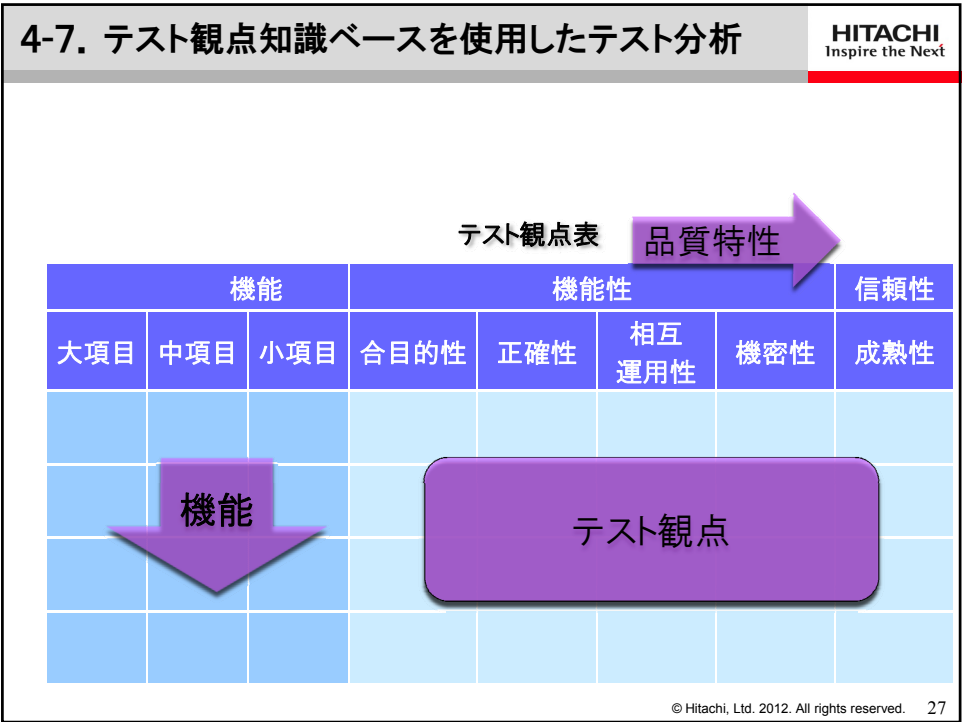 4-7. テスト観点知識ベースを使用したテスト分析
HITACHI
Inspire the Next
テスト観点表
品質特性
機能
機能性
信頼性
大項目
中項目
小項目
合目的性
正確性
相互
運用性
機密性
成熟性
機能
テスト観点
© Hitachi, Ltd. 2012. All rights reserved.
27